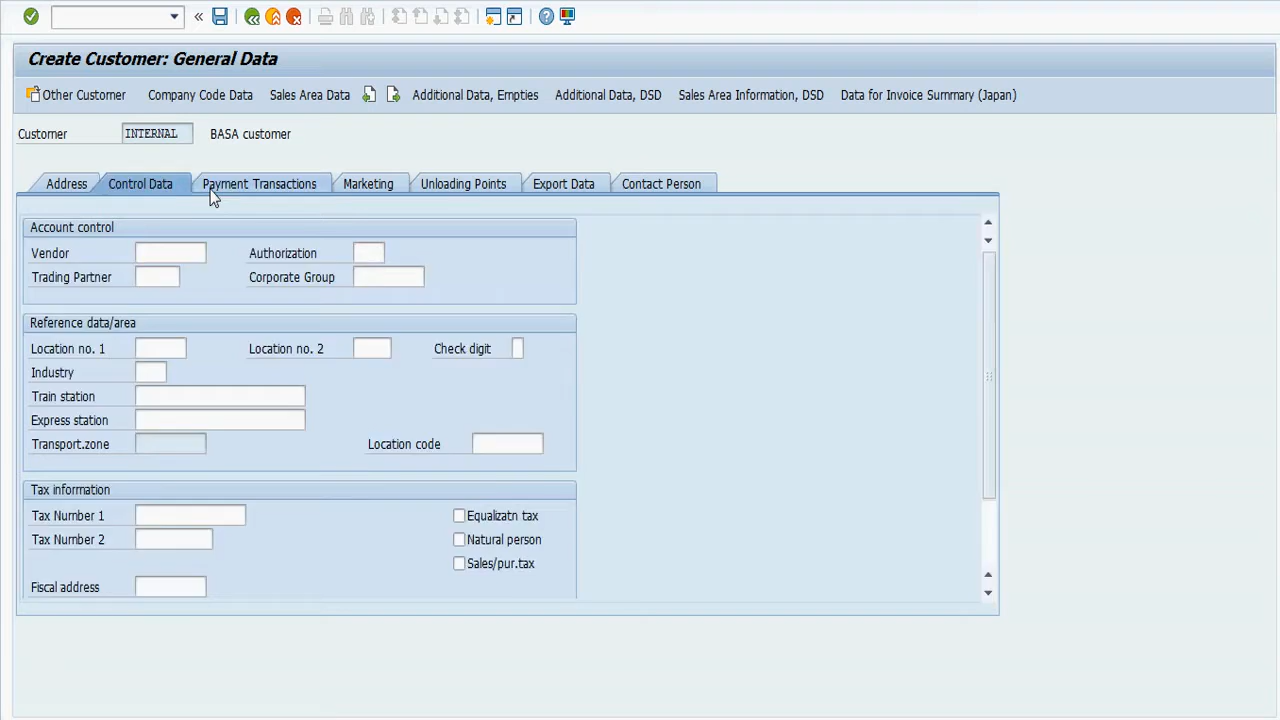 Create Customer: General Data
Other Customer Company Code Data Sales Area Data Additional Data, Empties Additional Data, DSD Sales Area Information, DSD Data for Invoice Summary (Japan)
Customer INTERNAL BASA customer
Address Control Data Payment Transactions Marketing Unloading Points Export Data Contact Person
Account control
Vendor Authorization
Trading Partner Corporate Group
Reference data/area
Location no. 1 Location no. 2 Check digit
Industry
Train station
Express station
Transport.zone Location code
Tax information
Tax Number 1 Equalizatn tax
Tax Number 2 Natural person
Sales/pur.tax
Fiscal address